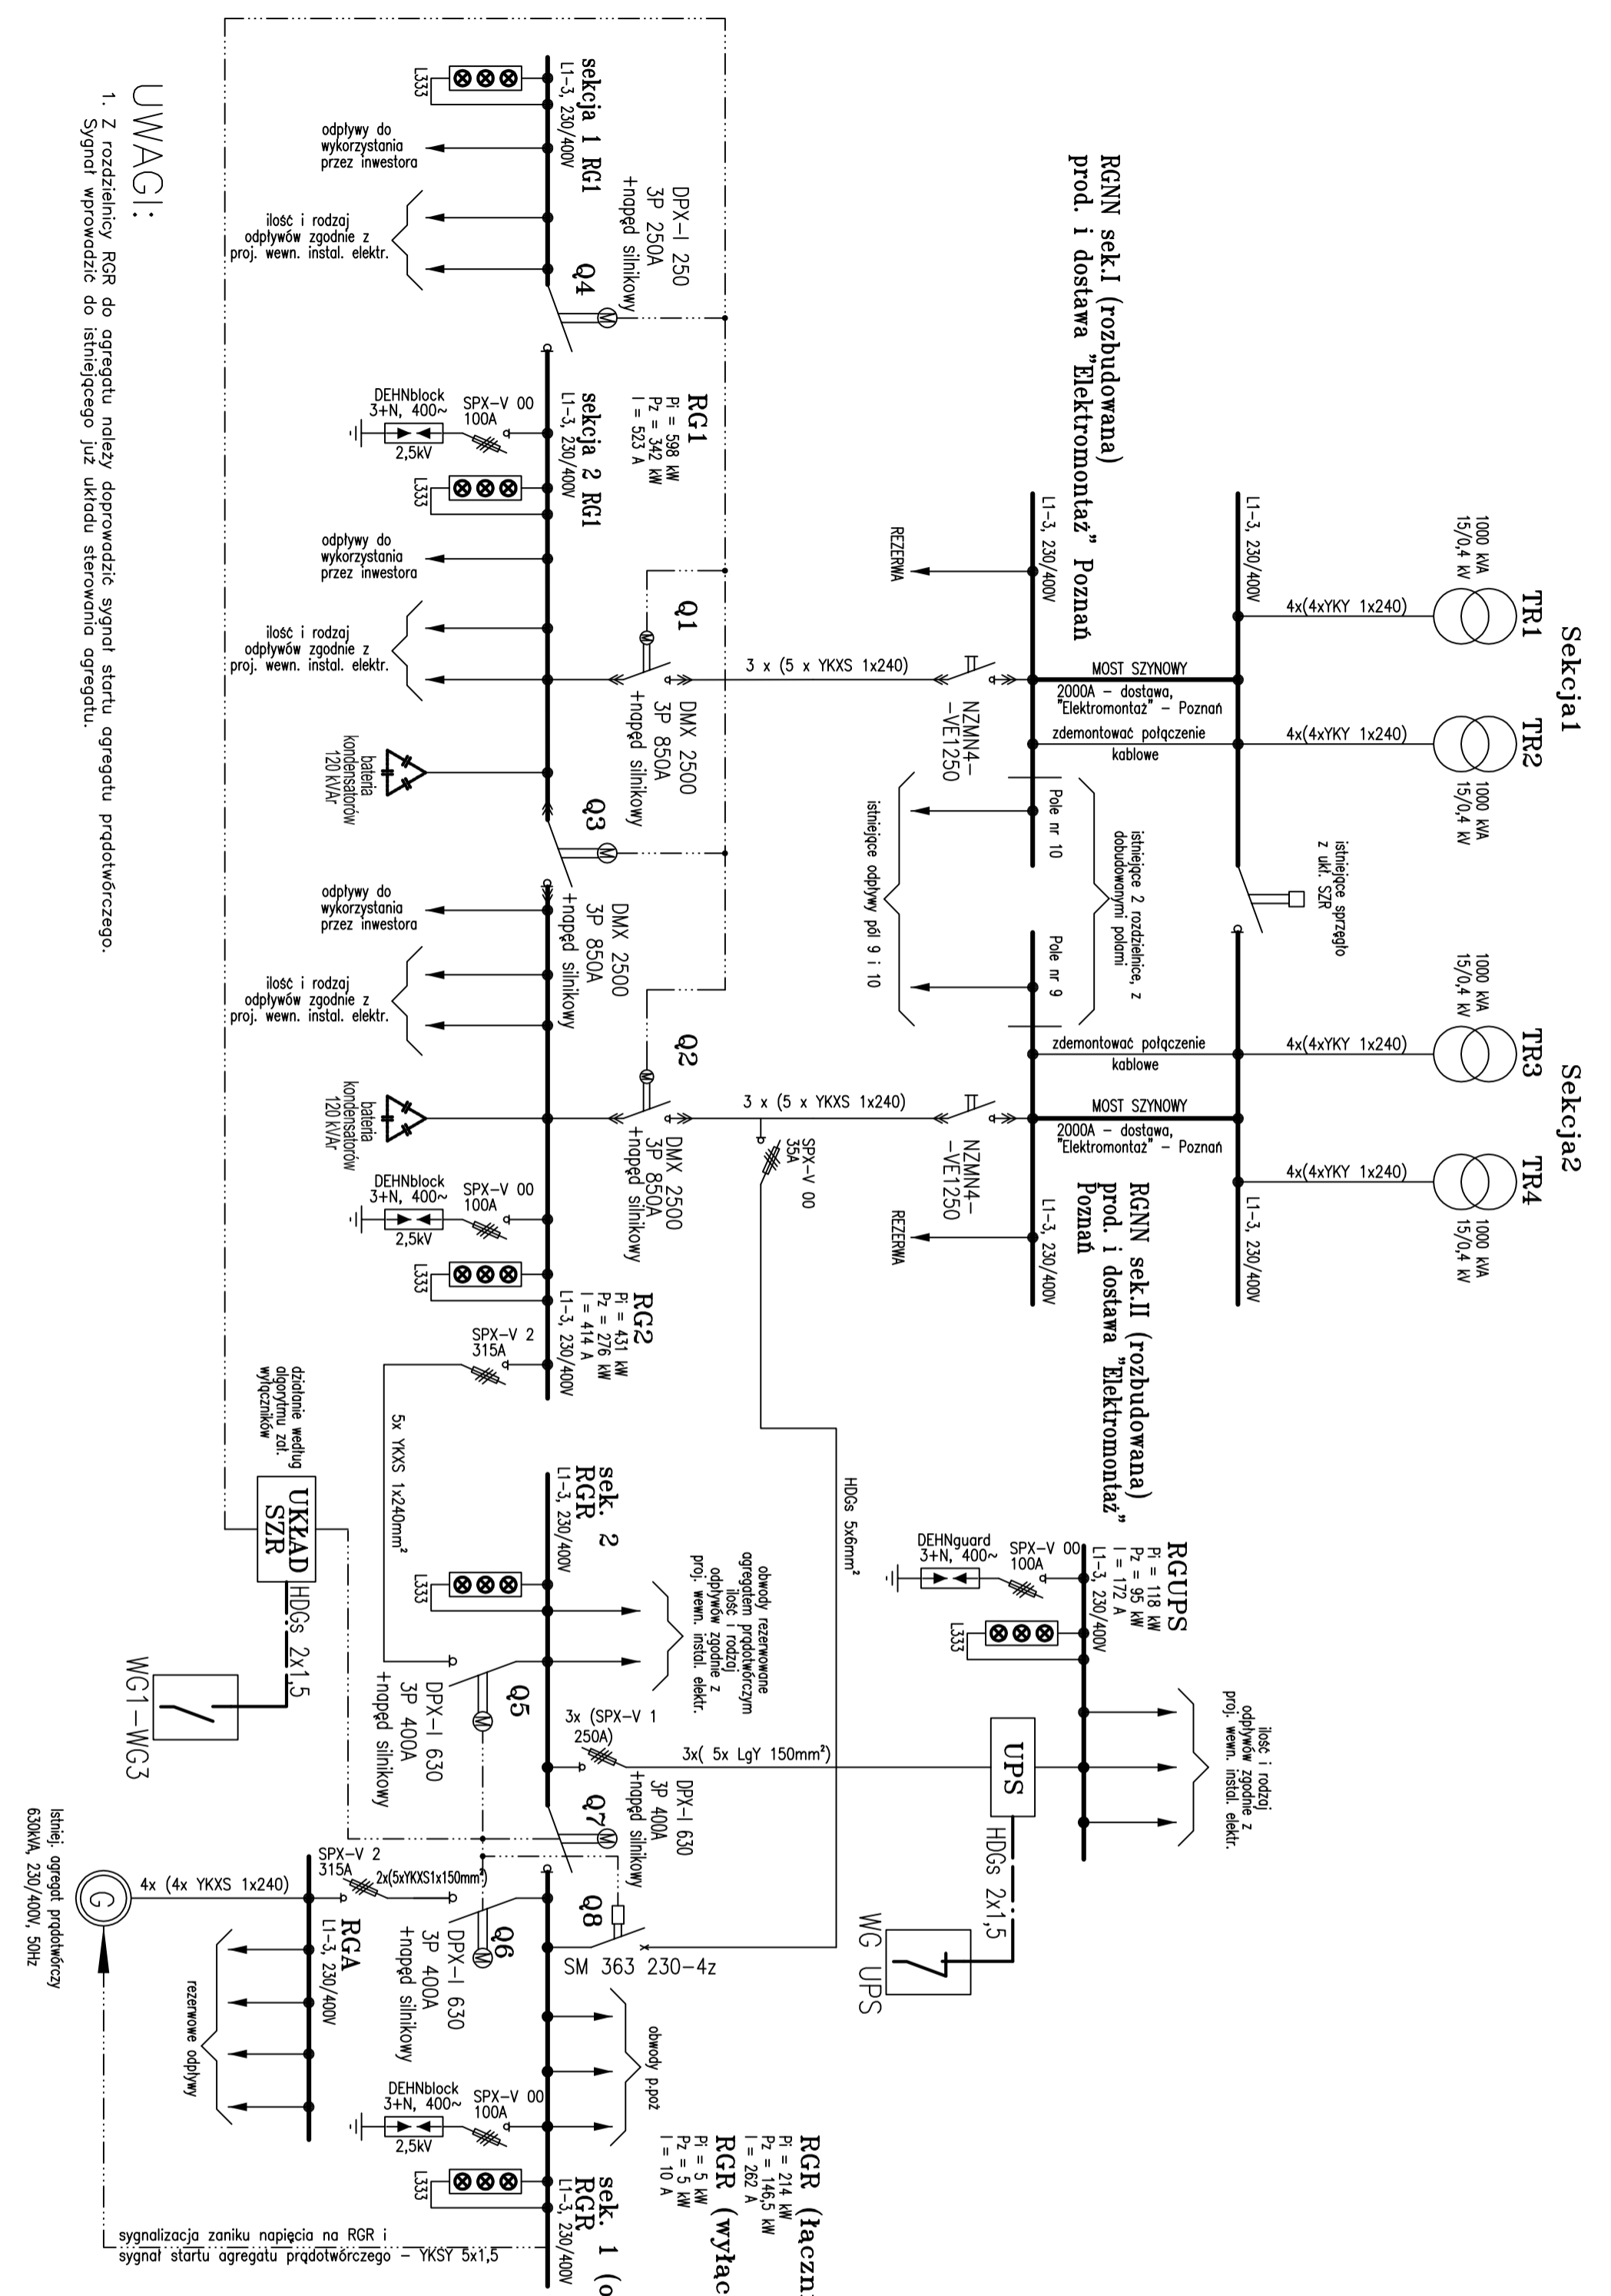 Sekcja1
Sekcja2
TR1
1000 kVA
15/0,4 kV
TR2
1000 kVA
15/0,4 kV
TR3
1000 kVA
15/0,4 kV
TR4
1000 kVA
15/0,4 kV
4x(4xYKY 1x240)
4x(4xYKY 1x240)
4x(4xYKY 1x240)
4x(4xYKY 1x240)
L1-3, 230/400V
istniejące sprzęgło
z ukł. SZR
L1-3, 230/400V
RGNN sek.I (rozbudowana)
prod. i dostawa "Elektromontaż" Poznań
L1-3, 230/400V
MOST SZYNOWY
2000A – dostawa,
"Elektromontaż" – Poznań
zdemontować połączenie
kablowe
Pole nr 10
istniejące 2 rozdzielnice, z
dobudowanymi polami
Pole nr 9
istniejące odpływy pól 9 i 10
zdemontować połączenie
kablowe
MOST SZYNOWY
2000A – dostawa,
"Elektromontaż" – Poznań
L1-3, 230/400V
RGNN sek.II (rozbudowana)
prod. i dostawa "Elektromontaż"
Poznań
REZERWA
REZERWA
NZMN4-
-VE1250
NZMN4-
-VE1250
3 x (5 x YKXS 1x240)
3 x (5 x YKXS 1x240)
SPX-V 00
35A
HDGs 5x6mm²
RGUPS
Pi = 118 kW
Pz = 95 kW
I = 172 A
L1-3, 230/400V
DEHNguard
3+N, 400~
SPX-V 00
100A
L333
ilość i rodzaj
odpływów zgodnie z
proj. wewn. instal. elektr.
UPS
HDGs 2x1,5
WG UPS
RG1
Pi = 598 kW
Pz = 342 kW
I = 523 A
sekcja 1 RG1
L1-3, 230/400V
L333
odpływy do
wykorzystania
przez inwestora
ilość i rodzaj
odpływów zgodnie z
proj. wewn. instal. elektr.
DPX-I 250
3P 250A
+napęd silnikowy
Q4
M
sekcja 2 RG1
L1-3, 230/400V
DEHNblock
3+N, 400~
2,5kV
SPX-V 00
100A
L333
odpływy do
wykorzystania
przez inwestora
ilość i rodzaj
odpływów zgodnie z
proj. wewn. instal. elektr.
Q1
M
DMX 2500
3P 850A
+napęd silnikowy
bateria
kondensatorów
120 kVAr
Q3
M
DMX 2500
3P 850A
+napęd silnikowy
odpływy do
wykorzystania
przez inwestora
ilość i rodzaj
odpływów zgodnie z
proj. wewn. instal. elektr.
Q2
M
DMX 2500
3P 850A
+napęd silnikowy
bateria
kondensatorów
120 kVAr
DEHNblock
3+N, 400~
2,5kV
SPX-V 00
100A
L333
RG2
Pi = 431 kW
Pz = 276 kW
I = 414 A
L1-3, 230/400V
SPX-V 2
315A
5x YKXS 1x240mm²
działanie według
algorytmu zał.
wyłączników
UKŁAD
SZR
HDGs 2x1,5
WG1-WG3
sek. 2
RGR
L1-3, 230/400V
L333
obwody rezerwowane
agregatem prądotwórczym
ilość i rodzaj
odpływów zgodnie z
proj. wewn. instal. elektr.
Q5
M
DPX-I 630
3P 400A
+napęd silnikowy
3x (SPX-V 1
250A)
3x( 5x LgY 150mm²)
Q7
M
DPX-I 630
3P 400A
+napęd silnikowy
Q8
SM 363 230-4z
Q6
M
DPX-I 630
3P 400A
+napęd silnikowy
SPX-V 2
315A
2x(5xYKXS1x150mm²)
4x (4x YKXS 1x240)
G
Istniej. agregat prądotwórczy
630kVA, 230/400V, 50Hz
RGA
L1-3, 230/400V
rezerwowe odpływy
obwody p.poż
DEHNblock
3+N, 400~
2,5kV
SPX-V 00
100A
L333
sek. 1 (o
RGR
L1-3, 230/400V
RGR (łączn
Pi = 214 kW
Pz = 146,5 kW
I = 262 A
RGR (wyłąc
Pi = 5 kW
Pz = 5 kW
I = 10 A
sygnalizacja zaniku napięcia na RGR i
sygnał startu agregatu prądotwórczego – YKSY 5x1,5
UWAGI:
1. Z rozdzielnicy RGR do agregatu należy doprowadzić sygnał startu agregatu prądotwórczego.
Sygnał wprowadzić do istniejącego już układu sterowania agregatu.